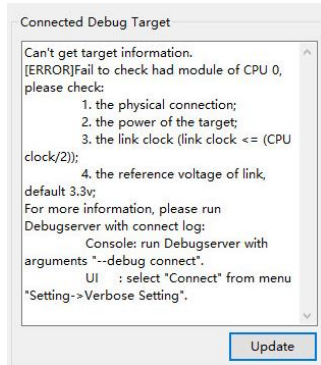 Connected Debug Target
Can't get target information.
[ERROR]Fail to check had module of CPU 0,
please check:
1. the physical connection;
2. the power of the target;
3. the link clock (link clock <= (CPU
clock/2));
4. the reference voltage of link,
default 3.3v;
For more information, please run
Debugserver with connect log:
Console: run Debugserver with
arguments "--debug connect".
UI : select "Connect" from menu
"Setting->Verbose Setting".
Update